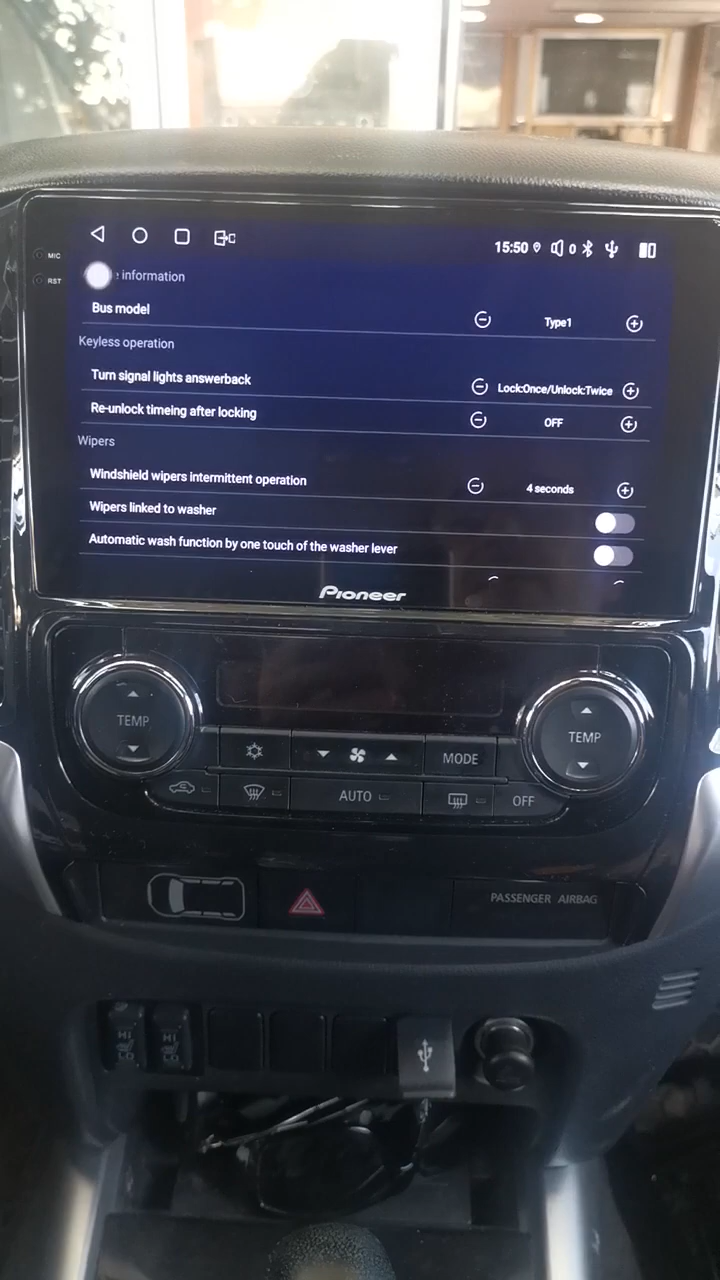 15:50 0
MIC
RST
information
Bus model Type1
Keyless operation
Turn signal lights answerback Lock:Once/Unlock:Twice
Re-unlock timeing after locking OFF
Wipers
Windshield wipers intermittent operation 4 seconds
Wipers linked to washer
Automatic wash function by one touch of the washer lever
Pioneer
TEMP
TEMP
MODE
AUTO
OFF
PASSENGER AIRBAG
HI
LO
HI
LO